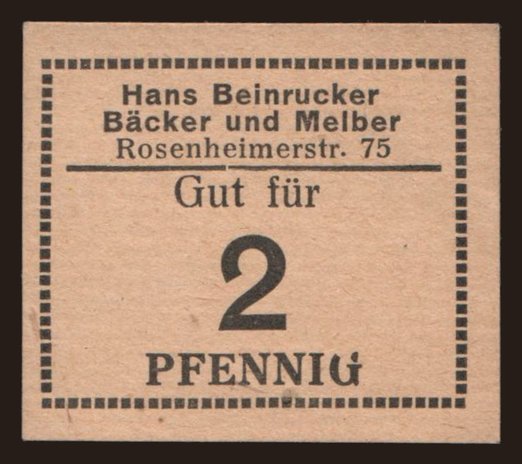 Hans Beinrucker
Bäcker und Melber
Rosenheimerstr. 75
Gut für
2
PFENNIG